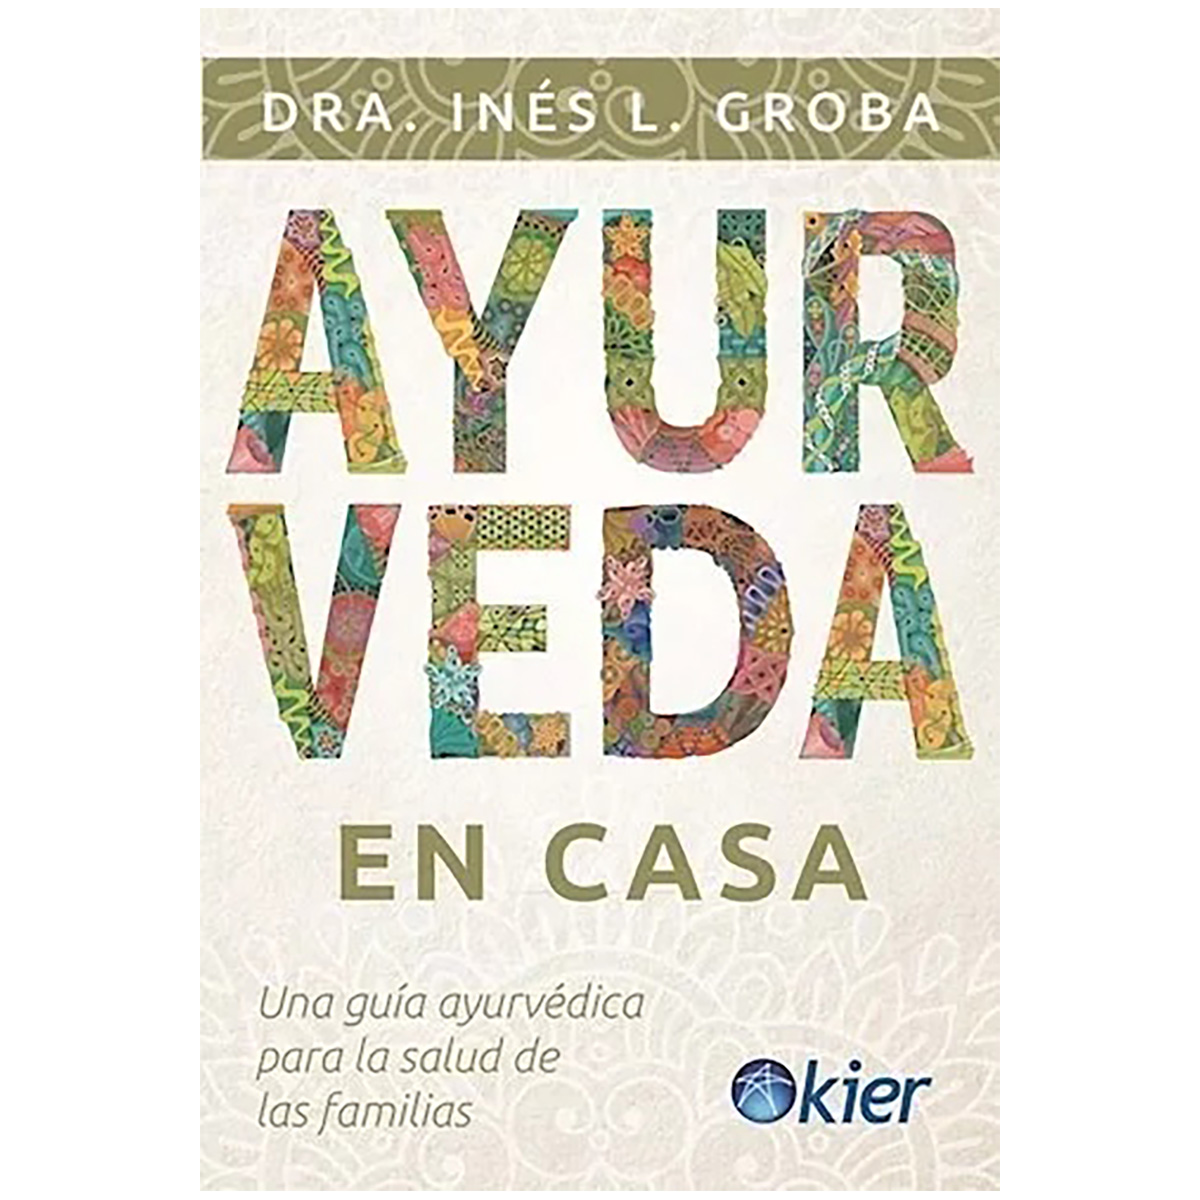 DRA. INÉS L. GROBA
AYUR
VEDA
EN CASA
Una guía ayurvédica
para la salud de
las familias
kier